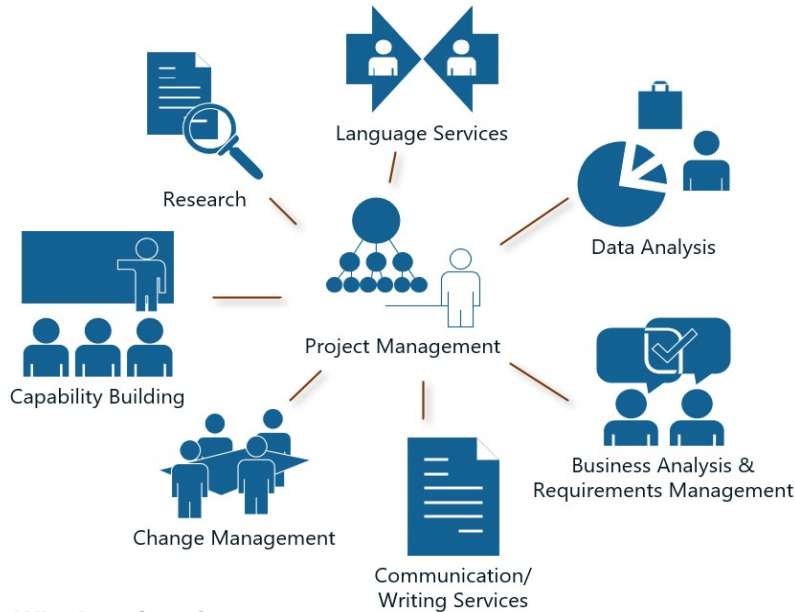 Language Services
Research
Data Analysis
Project Management
Capability Building
Business Analysis &
Requirements Management
Change Management
Communication/
Writing Services